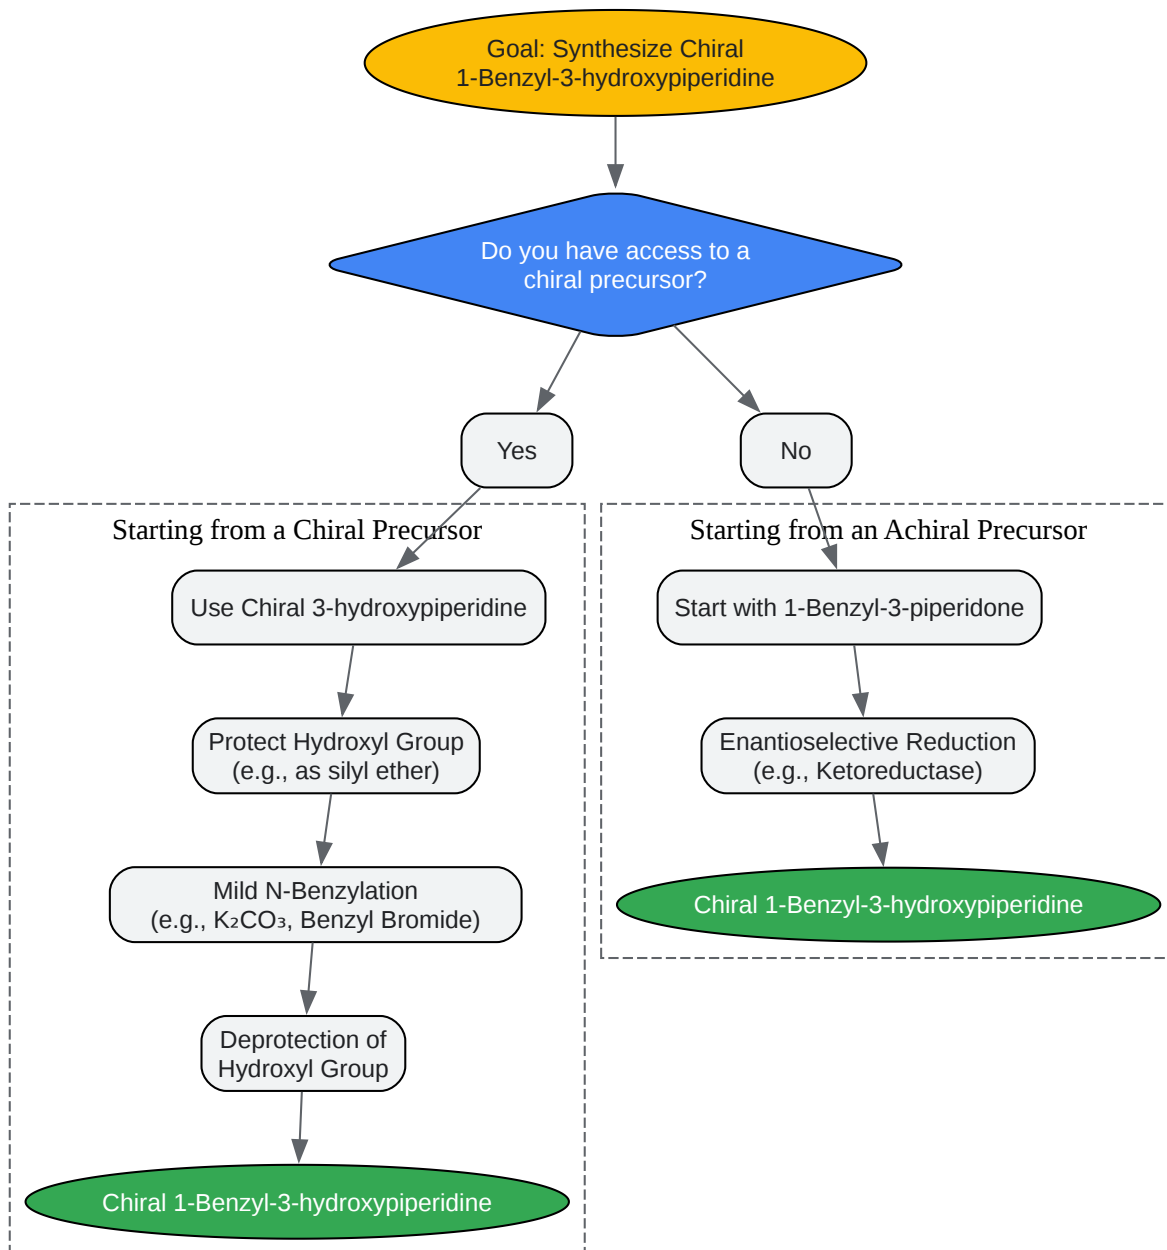 Goal: Synthesize Chiral
1-Benzyl-3-hydroxypiperidine
Do you have access to a
chiral precursor?
Yes
No
Starting from a Chiral Precursor
Use Chiral 3-hydroxypiperidine
Protect Hydroxyl Group
(e.g., as silyl ether)
Mild N-Benzylation
(e.g., K₂CO₃, Benzyl Bromide)
Deprotection of
Hydroxyl Group
Chiral 1-Benzyl-3-hydroxypiperidine
Starting from an Achiral Precursor
Start with 1-Benzyl-3-piperidone
Enantioselective Reduction
(e.g., Ketoreductase)
Chiral 1-Benzyl-3-hydroxypiperidine